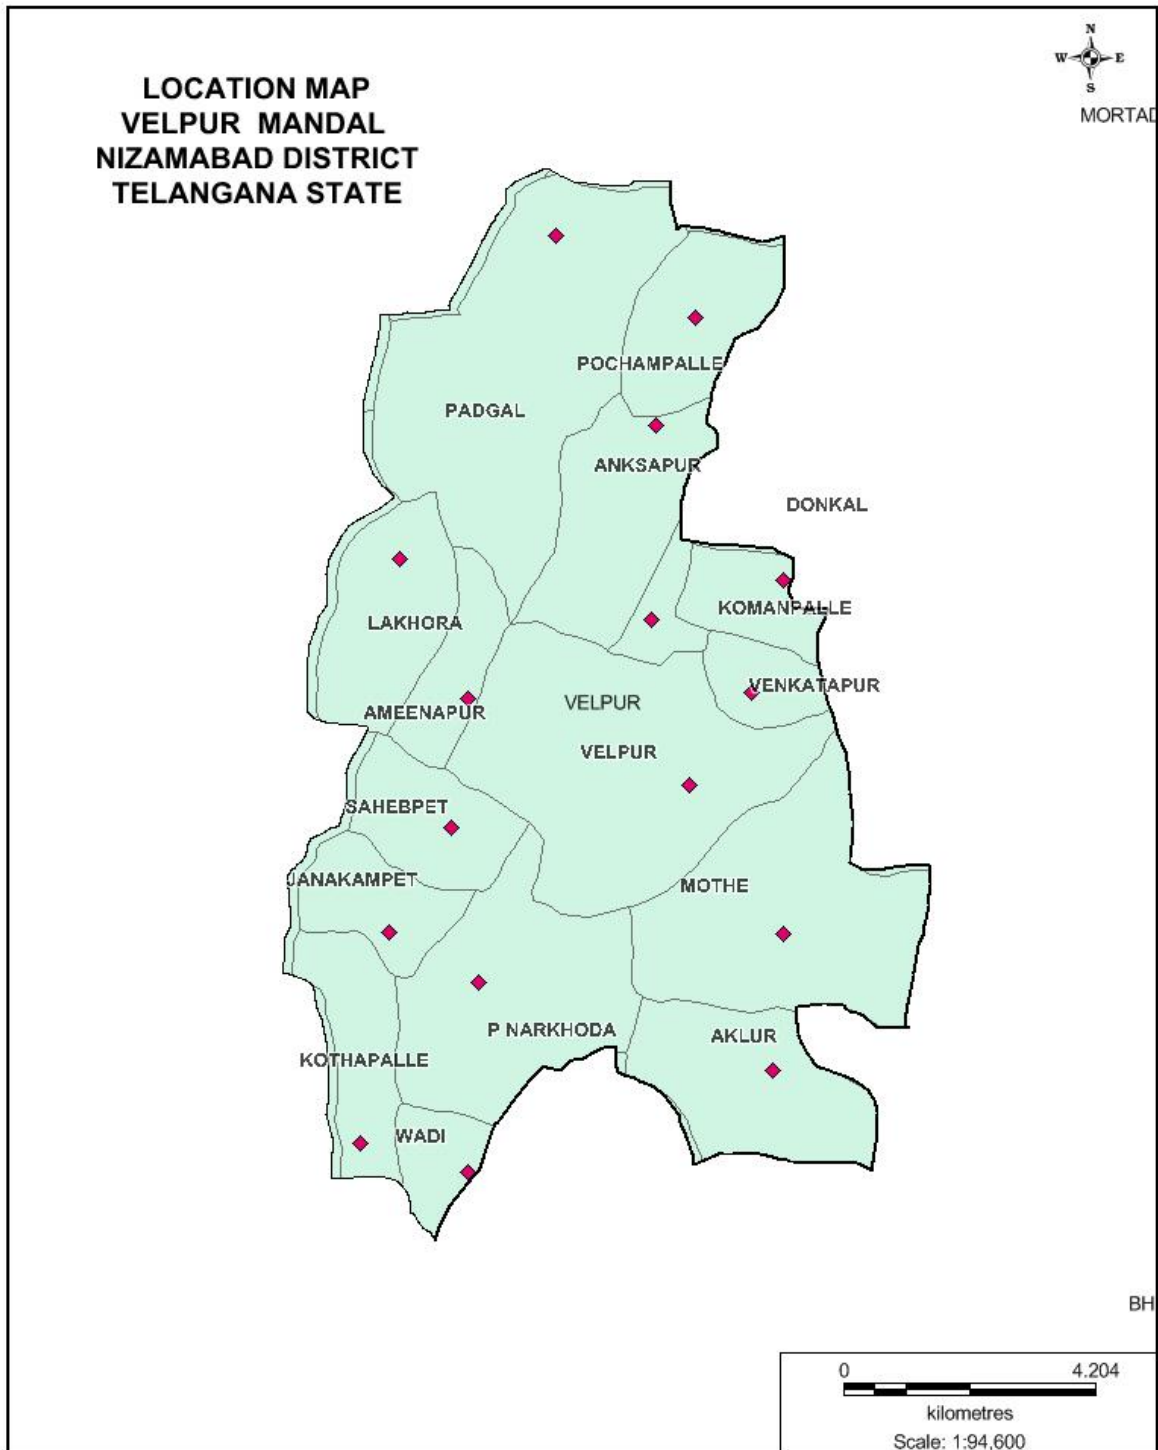 N
W E
S
MORTAD
LOCATION MAP
VELPUR MANDAL
NIZAMABAD DISTRICT
TELANGANA STATE
POCHAMPALLE
PADGAL
ANKSAPUR
DONKAL
KOMANPALLE
LAKHORA
VENKATAPUR
VELPUR
AMEENAPUR
VELPUR
SAHEBPET
JANAKAMPET
MOTHE
P NARKHODA
AKLUR
KOTHAPALLE
WADI
BH
0 4.204
kilometres
Scale: 1:94,600